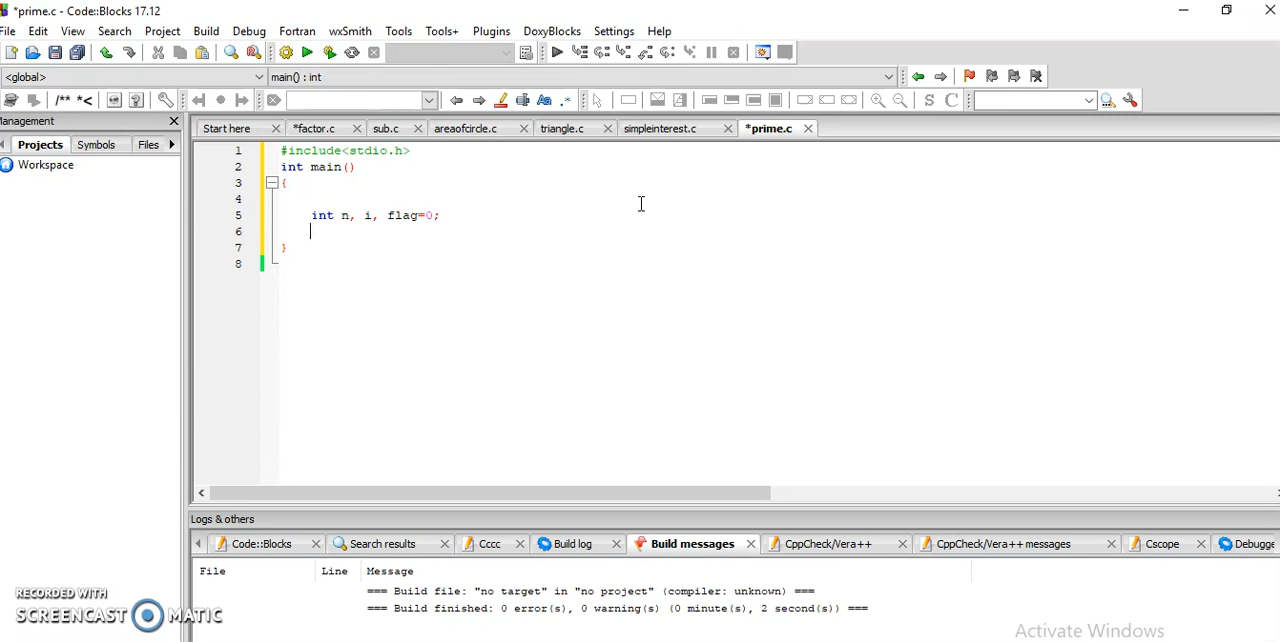 *prime.c - Code::Blocks 17.12
File Edit View Search Project Build Debug Fortran wxSmith Tools Tools+ Plugins DoxyBlocks Settings Help
<global> main() : int
/** *< Aa .* S C
anagement
Projects Symbols Files
Workspace
Start here *factor.c sub.c areaofcircle.c triangle.c simpleinterest.c *prime.c
1 #include<stdio.h>
2 int main()
3 {
4
5 int n, i, flag=0;
6
7 }
8
Logs & others
Code::Blocks Search results Cccc Build log Build messages CppCheck/Vera++ CppCheck/Vera++ messages Cscope Debugge
File Line Message
=== Build file: "no target" in "no project" (compiler: unknown) ===
=== Build finished: 0 error(s), 0 warning(s) (0 minute(s), 2 second(s)) ===
RECORDED WITH
SCREENCAST MATIC
Activate Windows